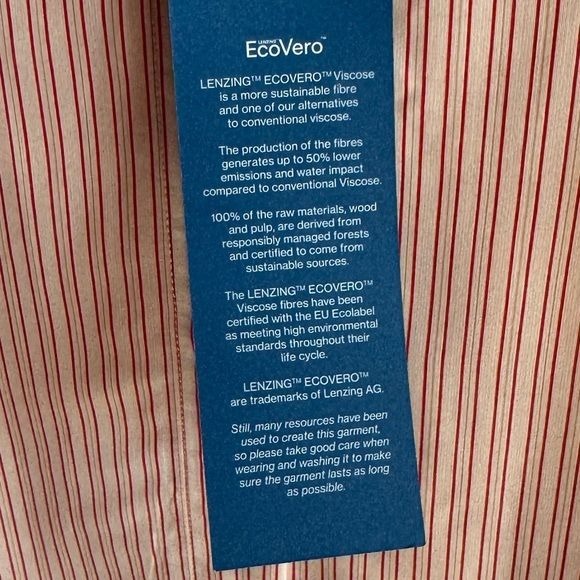 LENZING
EcoVero™
LENZING™ ECOVERO™ Viscose
is a more sustainable fibre
and one of our alternatives
to conventional viscose.
The production of the fibres
generates up to 50% lower
emissions and water impact
compared to conventional Viscose.
100% of the raw materials, wood
and pulp, are derived from
responsibly managed forests
and certified to come from
sustainable sources.
The LENZING™ ECOVERO™
Viscose fibres have been
certified with the EU Ecolabel
as meeting high environmental
standards throughout their
life cycle.
LENZING™ ECOVERO™
are trademarks of Lenzing AG.
Still, many resources have been
used to create this garment,
so please take good care when
wearing and washing it to make
sure the garment lasts as long
as possible.